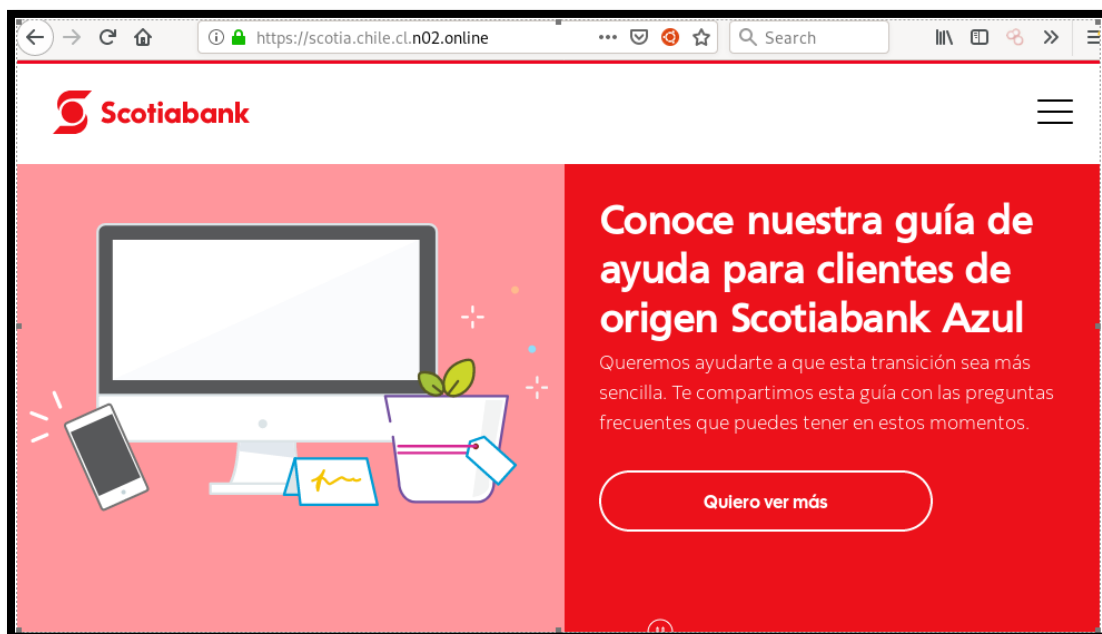 https://scotia.chile.cl.n02.online
Search
Scotiabank
Conoce nuestra guía de
ayuda para clientes de
origen Scotiabank Azul
Queremos ayudarte a que esta transición sea más
sencilla. Te compartimos esta guía con las preguntas
frecuentes que puedes tener en estos momentos.
Quiero ver más